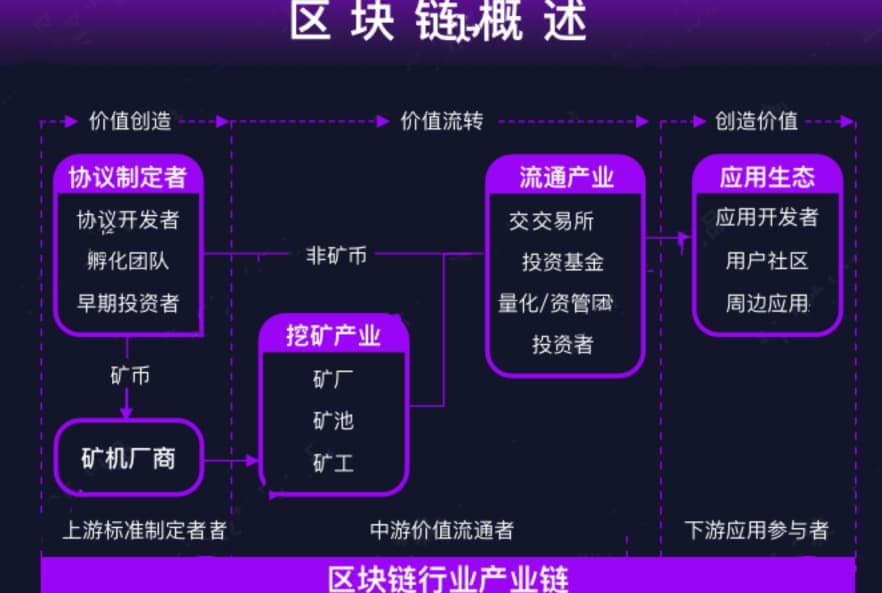 区块链概述
价值创造
价值流转
创造价值
协议制定者
协议开发者
孵化团队
早期投资者
矿币
矿机厂商
非矿币
挖矿产业
矿厂
矿池
矿工
流通产业
交交易所
投资基金
量化/资管团
投资者
应用生态
应用开发者
用户社区
周边应用
上游标准制定者者
中游价值流通者
下游应用参与者
区块链行业产业链